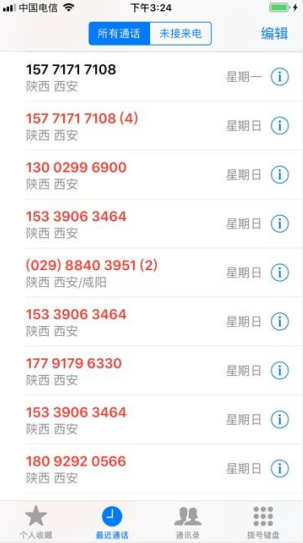 中国电信 下午3:24
所有通话 未接来电 编辑
157 7171 7108 星期一
陕西 西安
157 7171 7108 (4) 星期日
陕西 西安
130 0299 6900 星期日
陕西 西安
153 3906 3464 星期日
陕西 西安
(029) 8840 3951 (2) 星期日
陕西 西安/咸阳
153 3906 3464 星期日
陕西 西安
177 9179 6330 星期日
陕西 西安
153 3906 3464 星期日
陕西 西安
180 9292 0566 星期日
陕西 西安
个人收藏 最近通话 通讯录 拨号键盘